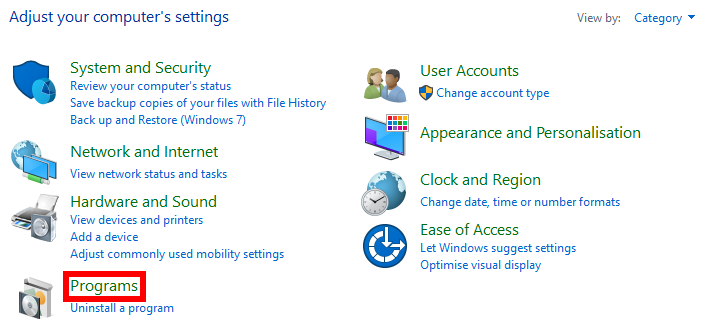 Adjust your computer's settings
View by: Category
System and Security
Review your computer's status
Save backup copies of your files with File History
Back up and Restore (Windows 7)
Network and Internet
View network status and tasks
Hardware and Sound
View devices and printers
Add a device
Adjust commonly used mobility settings
Programs
Uninstall a program
User Accounts
Change account type
Appearance and Personalisation
Clock and Region
Change date, time or number formats
Ease of Access
Let Windows suggest settings
Optimise visual display